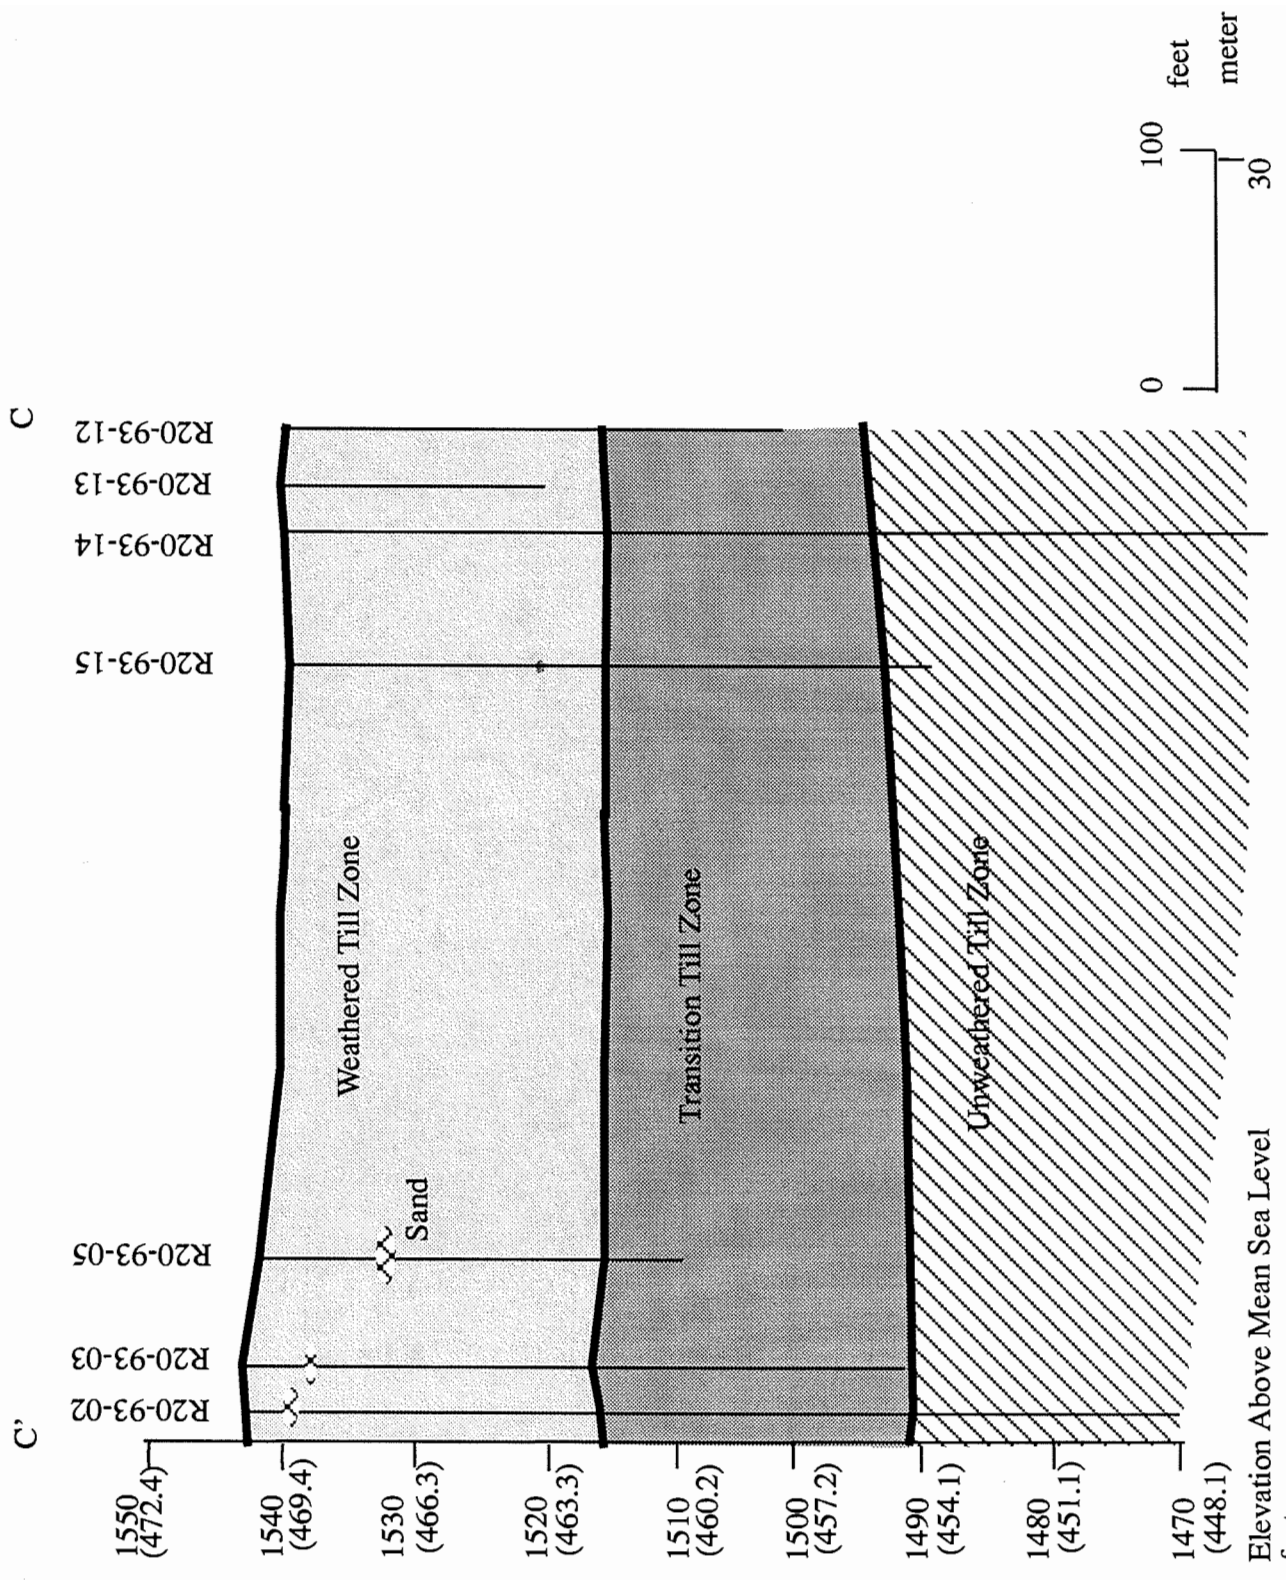 C' C
R20-93-02
R20-93-03
R20-93-05
R20-93-15
R20-93-14
R20-93-13
R20-93-12
1550
(472.4)
1540
(469.4)
1530
(466.3)
1520
(463.3)
1510
(460.2)
1500
(457.2)
1490
(454.1)
1480
(451.1)
1470
(448.1)
Weathered Till Zone
Sand
Transition Till Zone
Unweathered Till Zone
Elevation Above Mean Sea Level
0 100 feet
30 meter